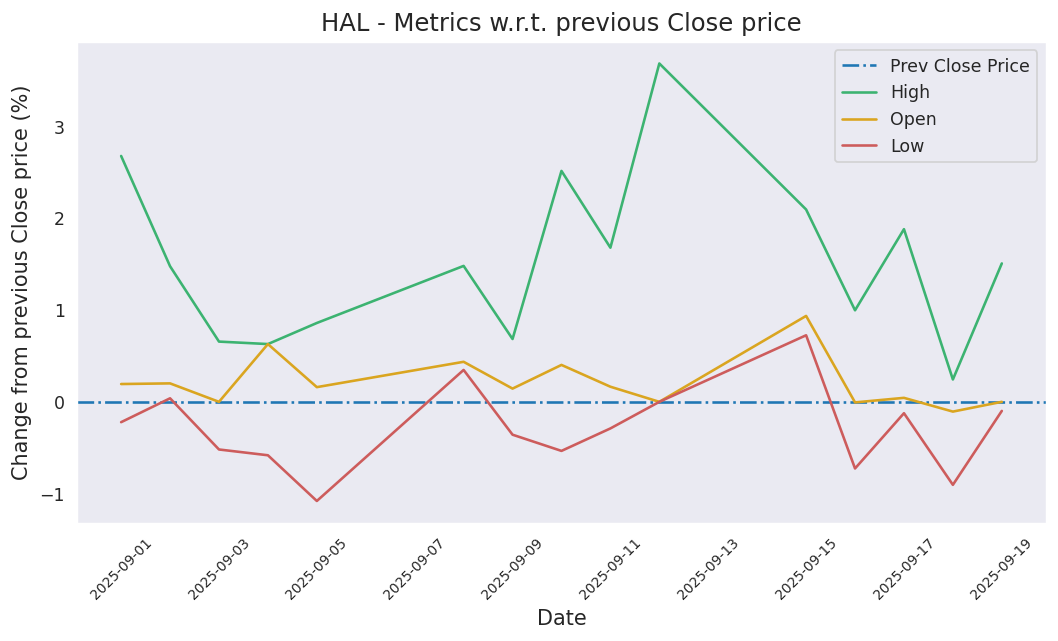 HAL - Metrics w.r.t. previous Close price
Change from previous Close price (%)
3
2
1
0
−1
Prev Close Price
High
Open
Low
2025-09-01
2025-09-03
2025-09-05
2025-09-07
2025-09-09
2025-09-11
2025-09-13
2025-09-15
2025-09-17
2025-09-19
Date